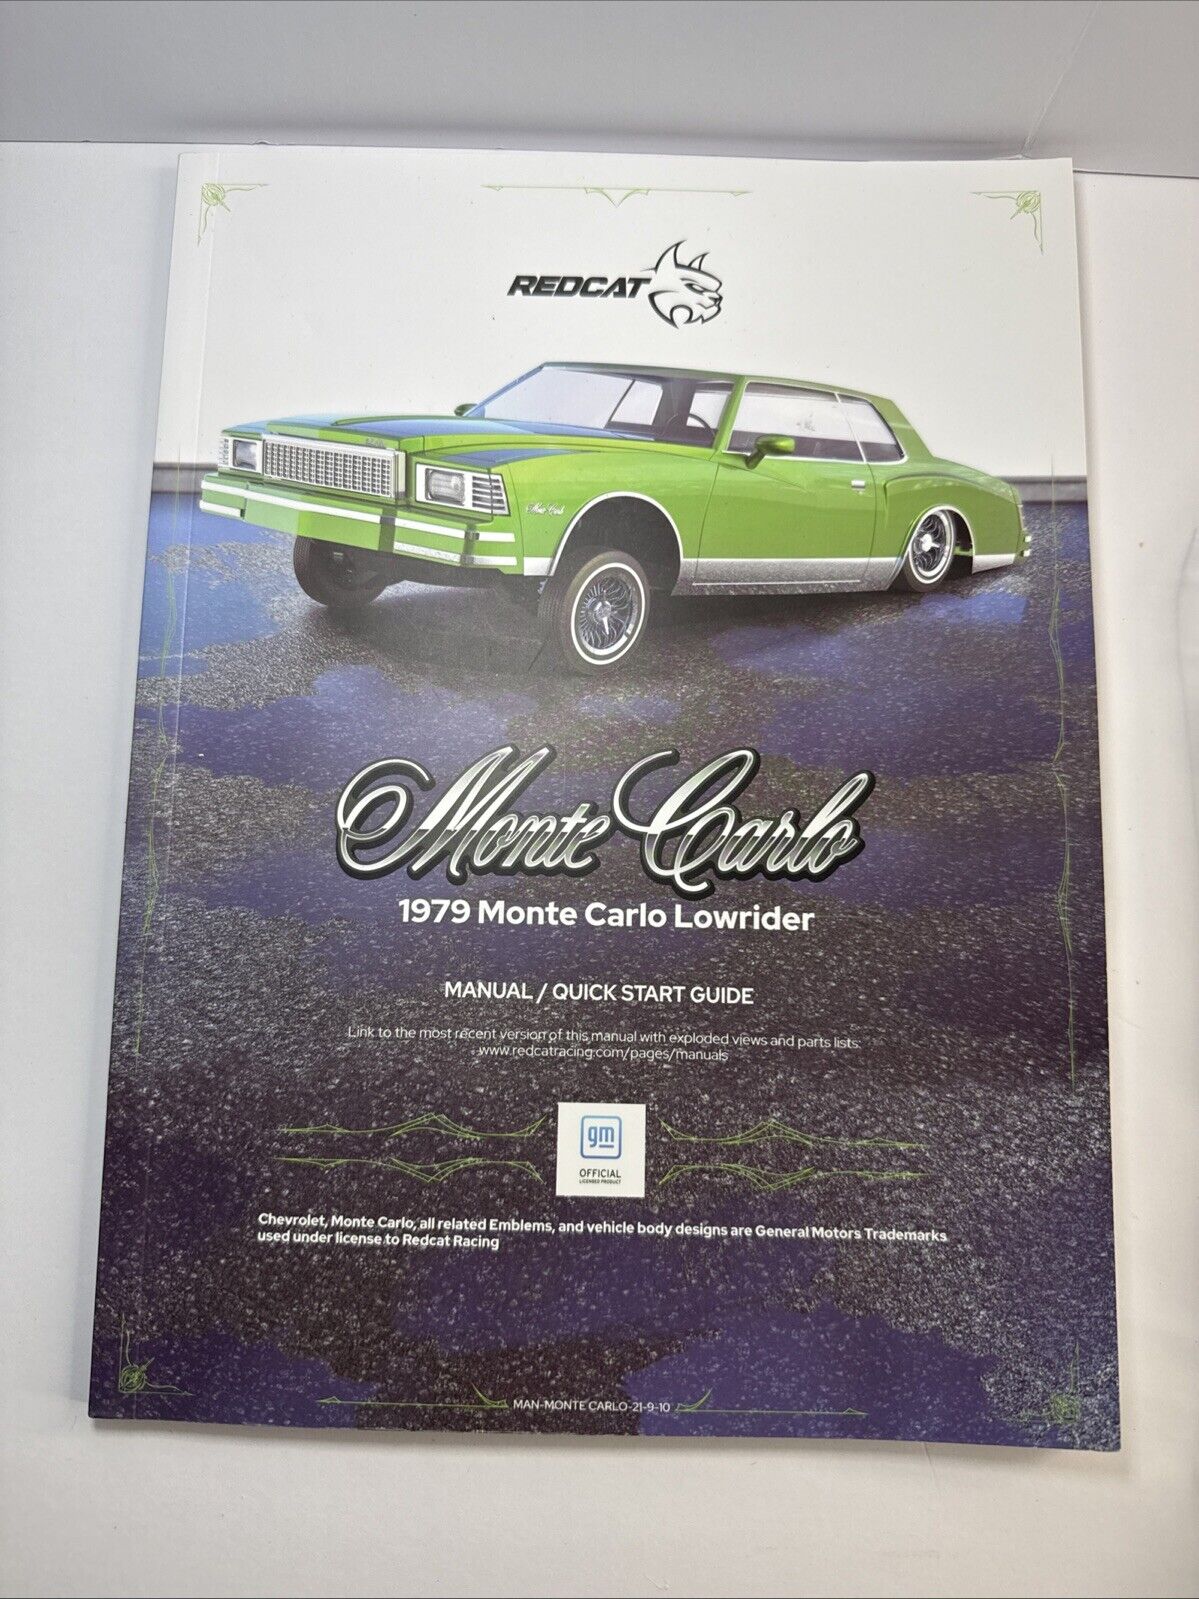 REDCAT
Monte Carlo
Monte Carlo
1979 Monte Carlo Lowrider
MANUAL / QUICK START GUIDE
Link to the most recent version of this manual with exploded views and parts lists:
www.redcatracing.com/pages/manuals
gm
OFFICIAL
LICENSED PRODUCT
Chevrolet, Monte Carlo, all related Emblems, and vehicle body designs are General Motors Trademarks
used under license to Redcat Racing
MAN-MONTE CARLO-21-9-10